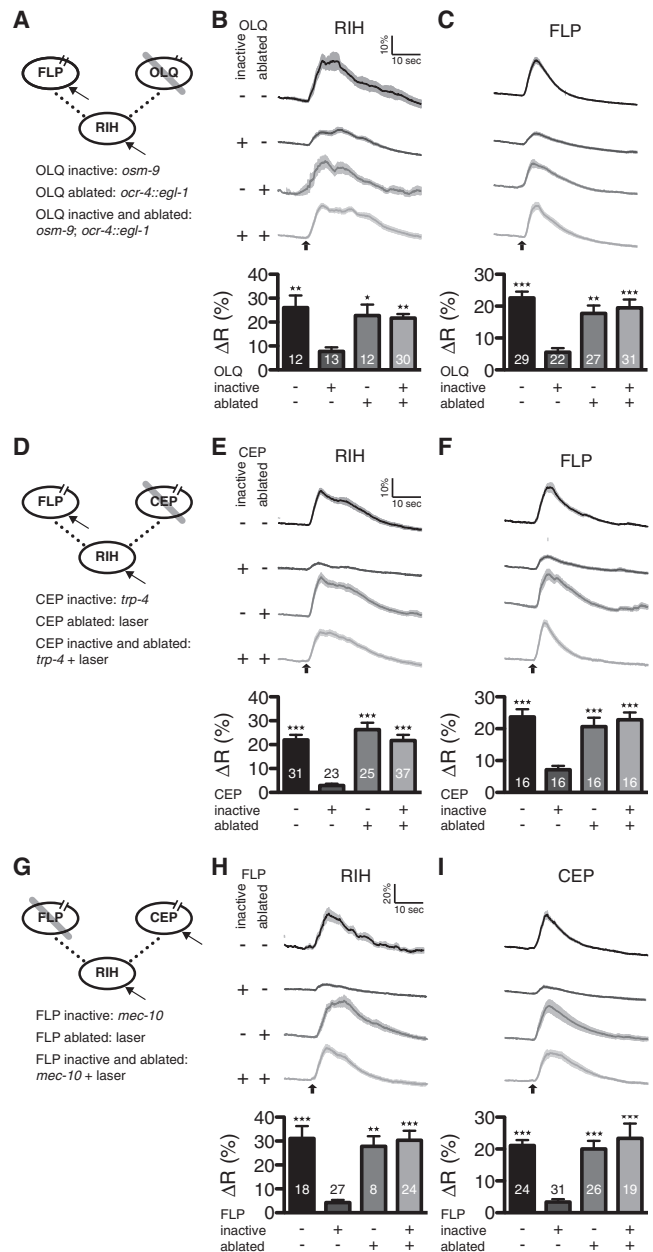 A
FLP
OLQ
RIH
OLQ inactive: osm-9
OLQ ablated: ocr-4::egl-1
OLQ inactive and ablated:
osm-9; ocr-4::egl-1
B
OLQ
inactive
ablated
RIH
10%
10 sec
- -
+ -
- +
+ +
40
30
20
10
0
ΔR (%)
** * **
12 13 12 30
OLQ
inactive - + - +
ablated - - + +
C
FLP
30
20
10
0
ΔR (%)
*** ** ***
29 22 27 31
OLQ
inactive - + - +
ablated - - + +
D
FLP
CEP
RIH
CEP inactive: trp-4
CEP ablated: laser
CEP inactive and ablated:
trp-4 + laser
E
CEP
inactive
ablated
RIH
10%
10 sec
- -
+ -
- +
+ +
40
30
20
10
0
ΔR (%)
*** *** ***
31 23 25 37
CEP
inactive - + - +
ablated - - + +
F
FLP
30
20
10
0
ΔR (%)
*** *** ***
16 16 16 16
CEP
inactive - + - +
ablated - - + +
G
FLP
CEP
RIH
FLP inactive: mec-10
FLP ablated: laser
FLP inactive and ablated:
mec-10 + laser
H
FLP
inactive
ablated
RIH
20%
10 sec
- -
+ -
- +
+ +
40
30
20
10
0
ΔR (%)
*** ** ***
18 27 8 24
FLP
inactive - + - +
ablated - - + +
I
CEP
30
20
10
0
ΔR (%)
*** *** ***
24 31 26 19
FLP
inactive - + - +
ablated - - + +